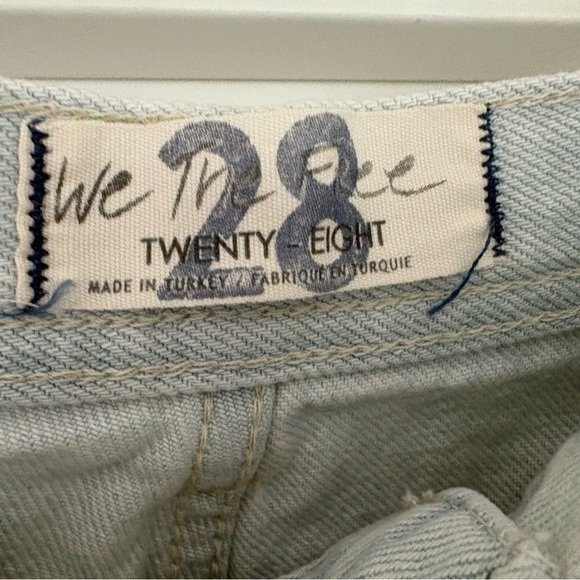 We The Free
28
TWENTY - EIGHT
MADE IN TURKEY / FABRIQUE EN TURQUIE